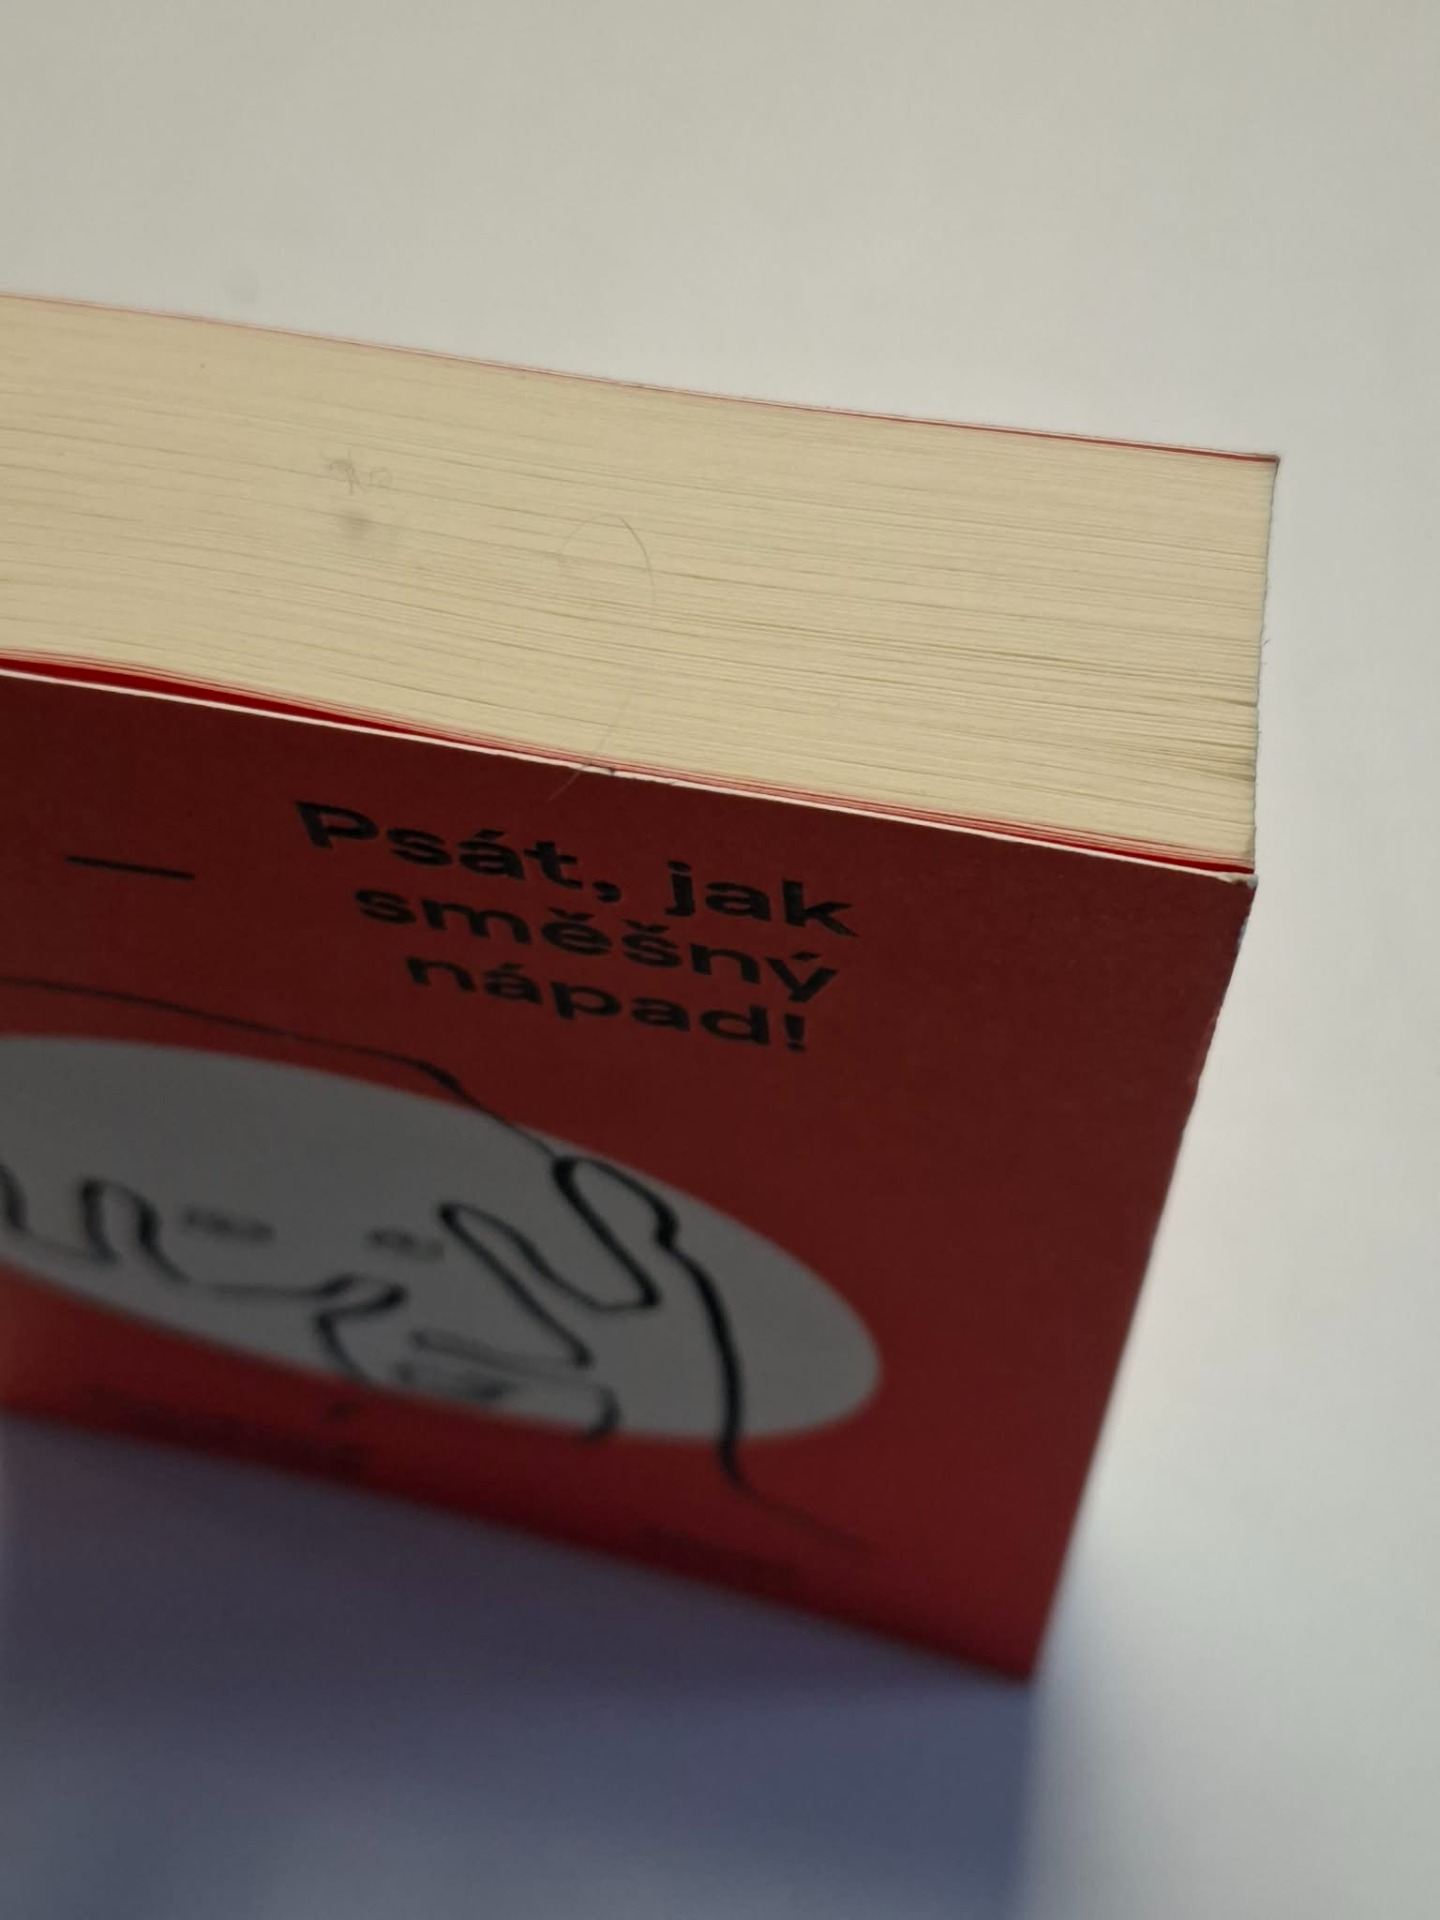 Psát, jak
směšný
nápad!